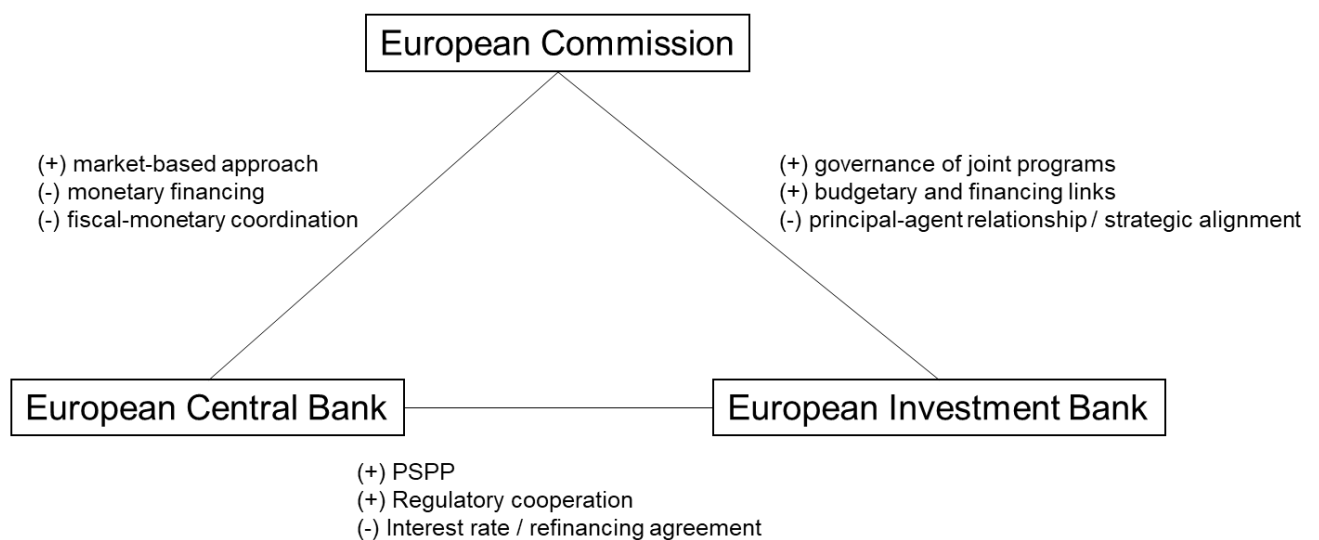 European Commission
(+) market-based approach
(-) monetary financing
(-) fiscal-monetary coordination
(+) governance of joint programs
(+) budgetary and financing links
(-) principal-agent relationship / strategic alignment
European Central Bank
European Investment Bank
(+) PSPP
(+) Regulatory cooperation
(-) Interest rate / refinancing agreement